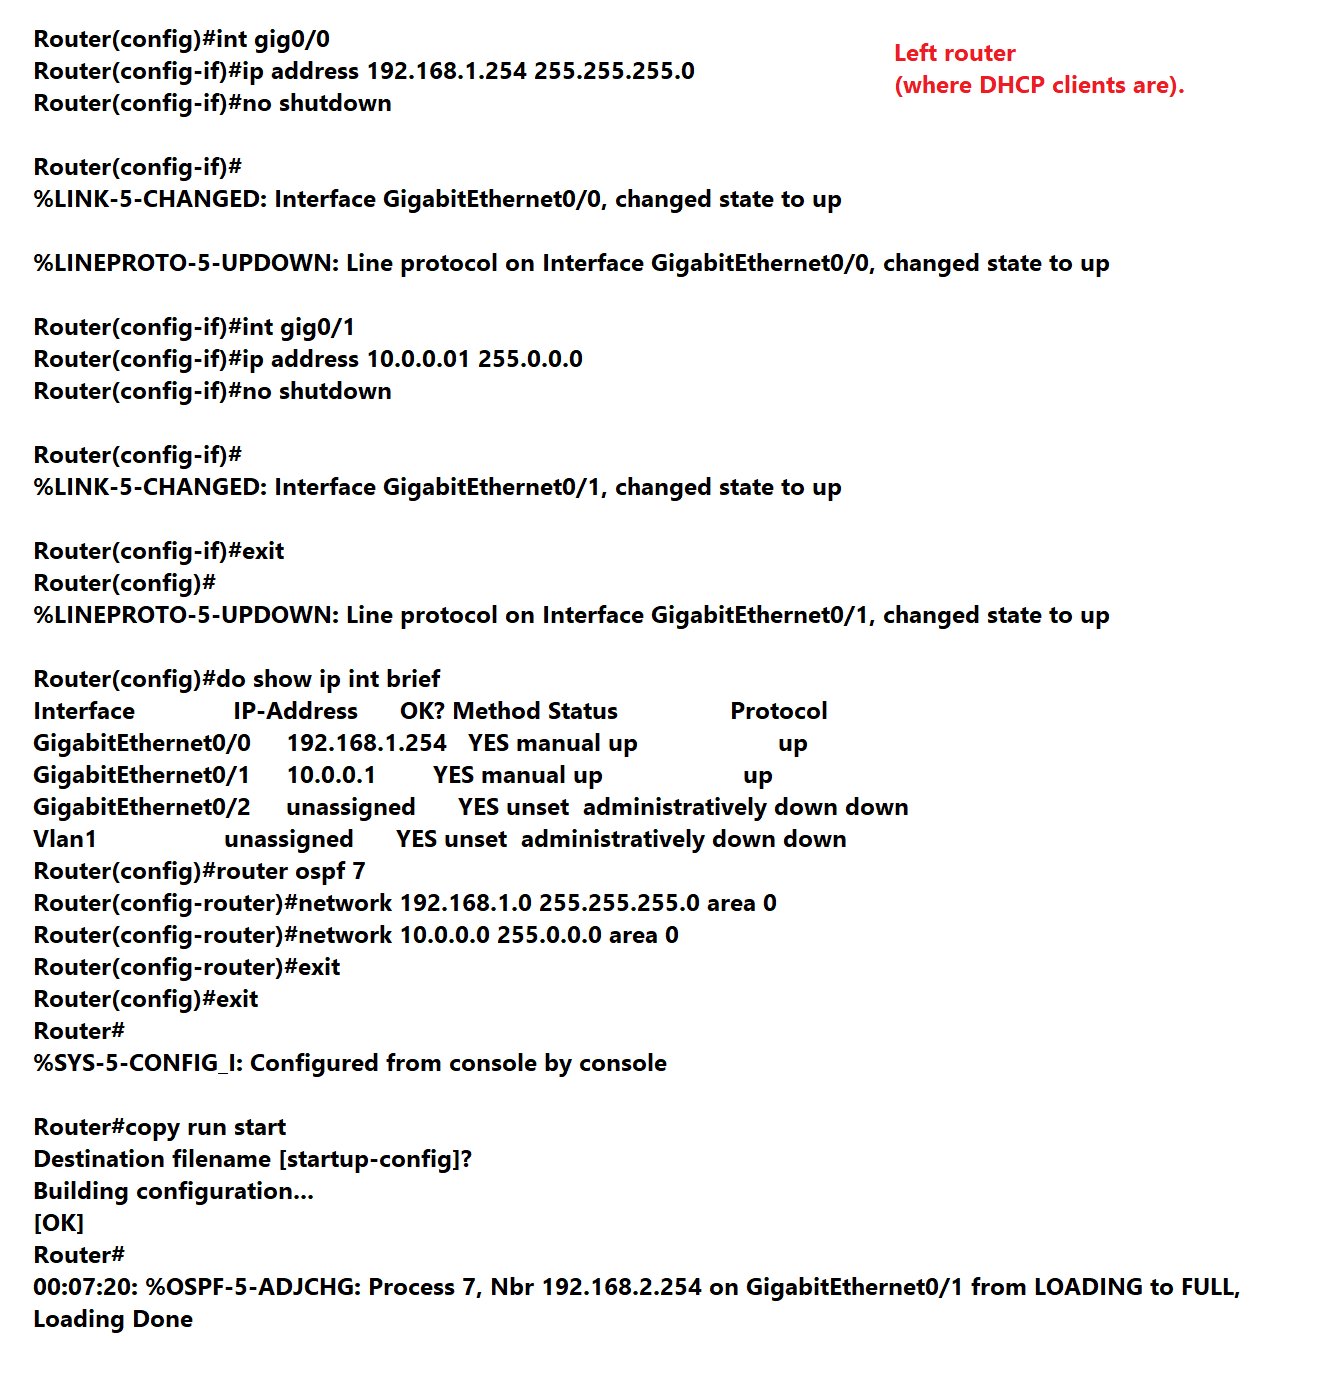 Router(config)#int gig0/0
Router(config-if)#ip address 192.168.1.254 255.255.255.0
Router(config-if)#no shutdown
Left router
(where DHCP clients are).
Router(config-if)#
%LINK-5-CHANGED: Interface GigabitEthernet0/0, changed state to up
%LINEPROTO-5-UPDOWN: Line protocol on Interface GigabitEthernet0/0, changed state to up
Router(config-if)#int gig0/1
Router(config-if)#ip address 10.0.0.01 255.0.0.0
Router(config-if)#no shutdown
Router(config-if)#
%LINK-5-CHANGED: Interface GigabitEthernet0/1, changed state to up
Router(config-if)#exit
Router(config)#
%LINEPROTO-5-UPDOWN: Line protocol on Interface GigabitEthernet0/1, changed state to up
Router(config)#do show ip int brief
Interface IP-Address OK? Method Status Protocol
GigabitEthernet0/0 192.168.1.254 YES manual up up
GigabitEthernet0/1 10.0.0.1 YES manual up up
GigabitEthernet0/2 unassigned YES unset administratively down down
Vlan1 unassigned YES unset administratively down down
Router(config)#router ospf 7
Router(config-router)#network 192.168.1.0 255.255.255.0 area 0
Router(config-router)#network 10.0.0.0 255.0.0.0 area 0
Router(config-router)#exit
Router(config)#exit
Router#
%SYS-5-CONFIG_I: Configured from console by console
Router#copy run start
Destination filename [startup-config]?
Building configuration...
[OK]
Router#
00:07:20: %OSPF-5-ADJCHG: Process 7, Nbr 192.168.2.254 on GigabitEthernet0/1 from LOADING to FULL,
Loading Done